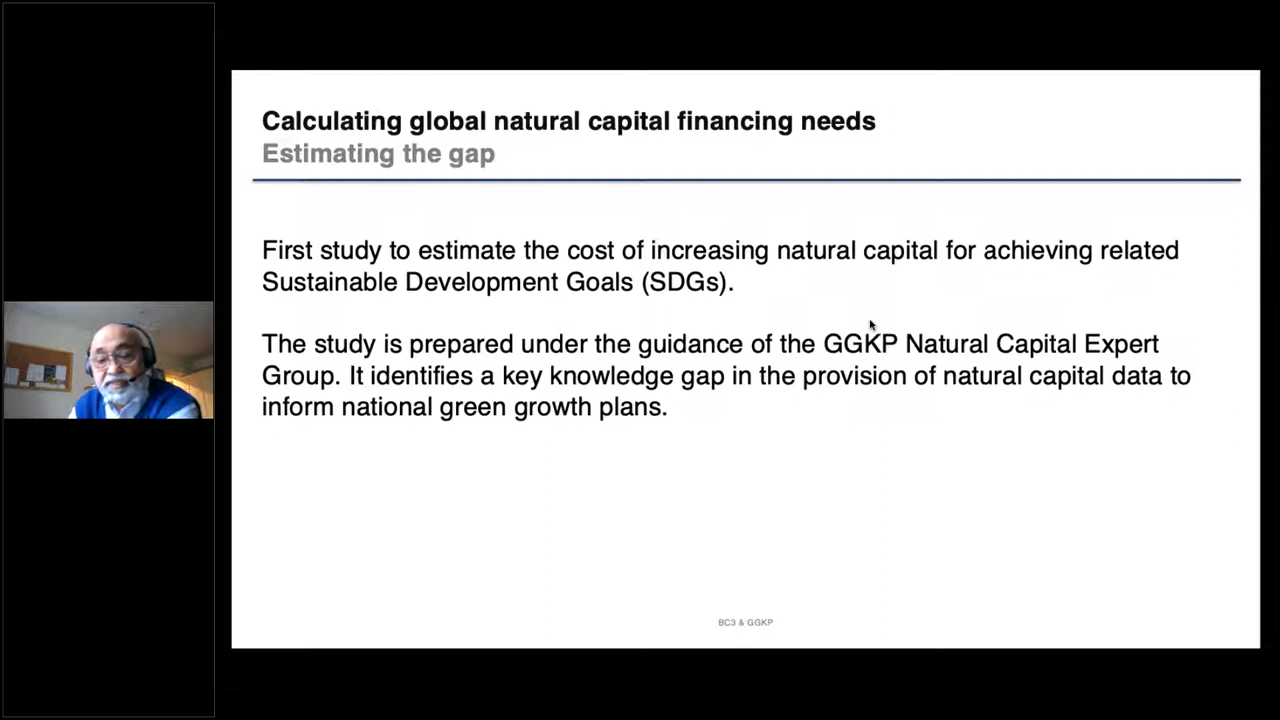 Calculating global natural capital financing needs
Estimating the gap
First study to estimate the cost of increasing natural capital for achieving related
Sustainable Development Goals (SDGs).
The study is prepared under the guidance of the GGKP Natural Capital Expert
Group. It identifies a key knowledge gap in the provision of natural capital data to
inform national green growth plans.
BC3 & GGKP